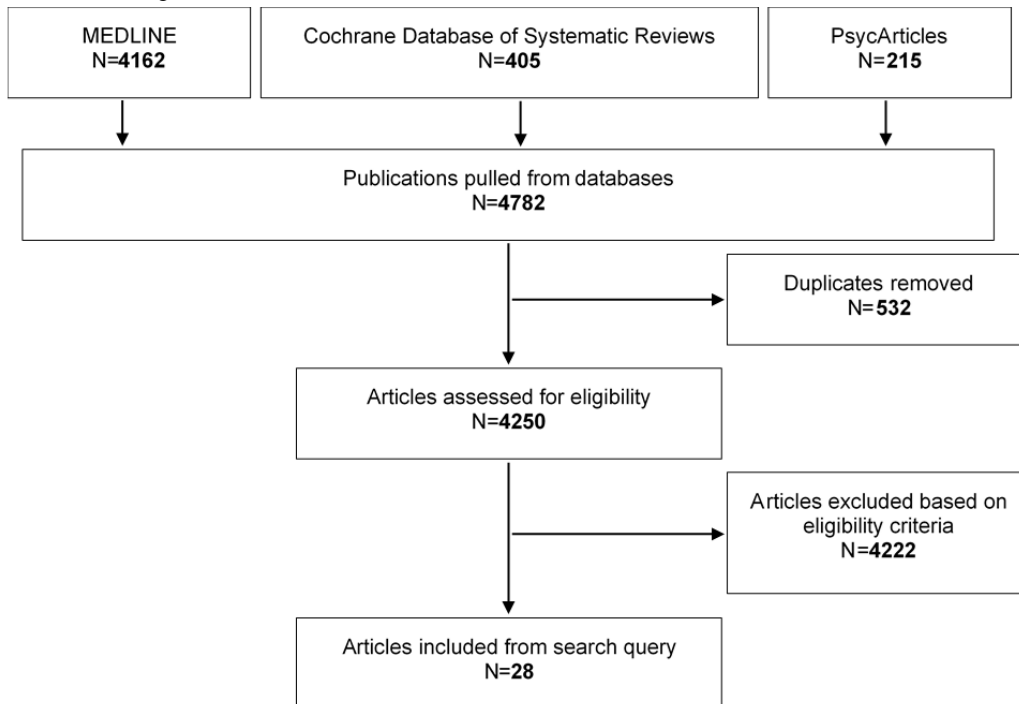 MEDLINE
N=4162
Cochrane Database of Systematic Reviews
N=405
PsycArticles
N=215
Publications pulled from databases
N=4782
Duplicates removed
N=532
Articles assessed for eligibility
N=4250
Articles excluded based on
eligibility criteria
N=4222
Articles included from search query
N=28